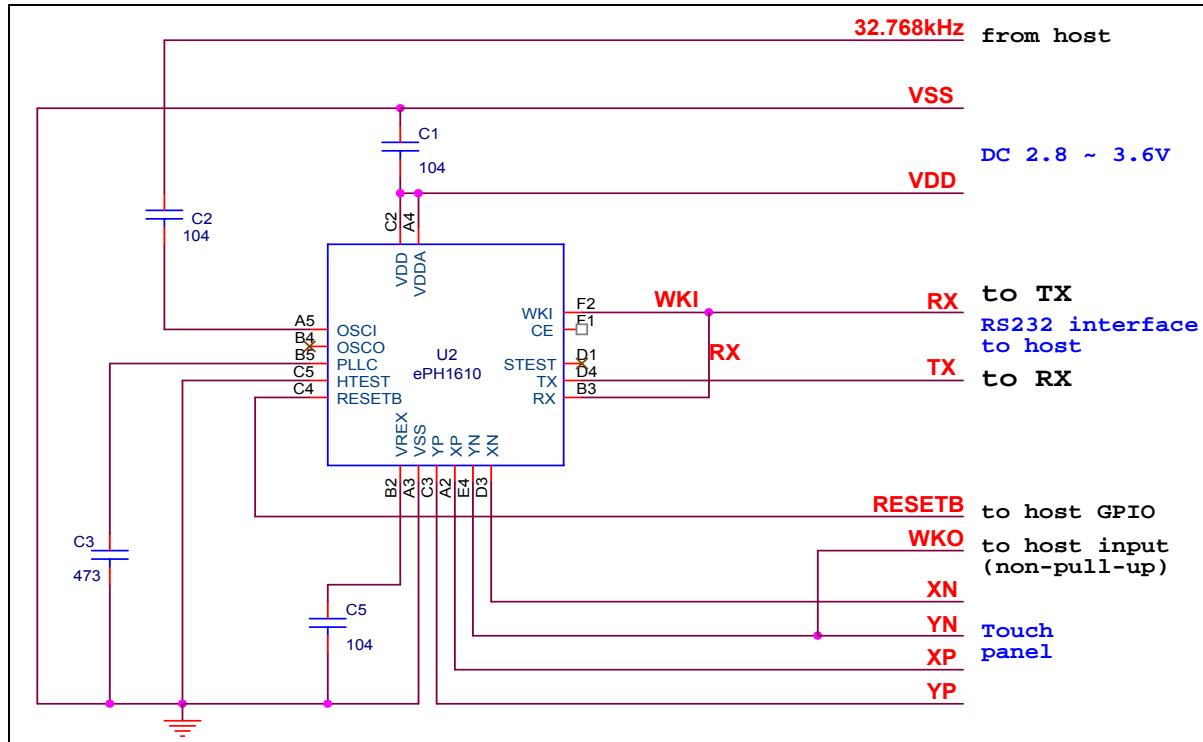 32.768kHz from host
VSS
C1
104
DC 2.8 ~ 3.6V
VDD
C2
104
C2
A4
VDD
VDDA
WKI
RX
to TX
RS232 interface
to host
RX
TX
to RX
A5
B4
B5
C5
C4
OSCI
OSCO
PLLC
HTEST
RESETB
U2
ePH1610
WKI
CE
STEST
TX
RX
F2
E1
D1
D4
B3
VREX
VSS
YP
XP
YN
XN
B2
A3
C3
A2
E4
D3
RESETB to host GPIO
WKO to host input
(non-pull-up)
C3
473
C5
104
XN
YN
XP
YP
Touch
panel